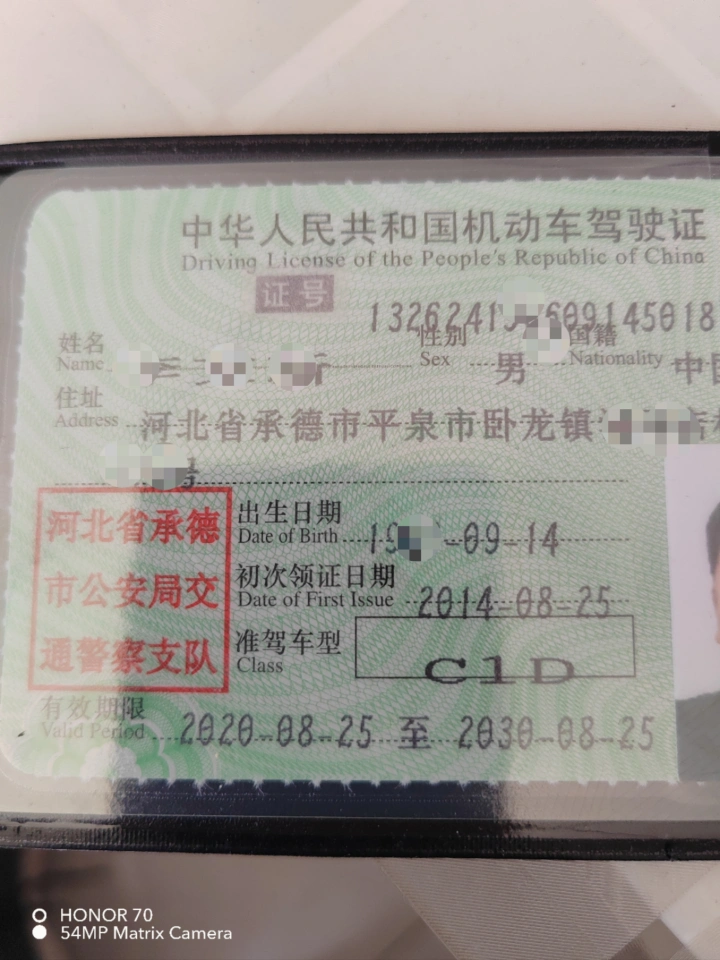 中华人民共和国机动车驾驶证
Driving License of the People's Republic of China
证号
姓名
Name
性别
Sex
男
国籍
Nationality
中国
住址
Address
河北省承德市平泉市卧龙镇
号
河北省承德
市公安局交
通警察支队
出生日期
Date of Birth
19 -09-14
初次领证日期
Date of First Issue
2014-08-25
准驾车型
Class
C1D
有效期限
Valid Period
2020-08-25 至 2030-08-25
HONOR 70
54MP Matrix Camera